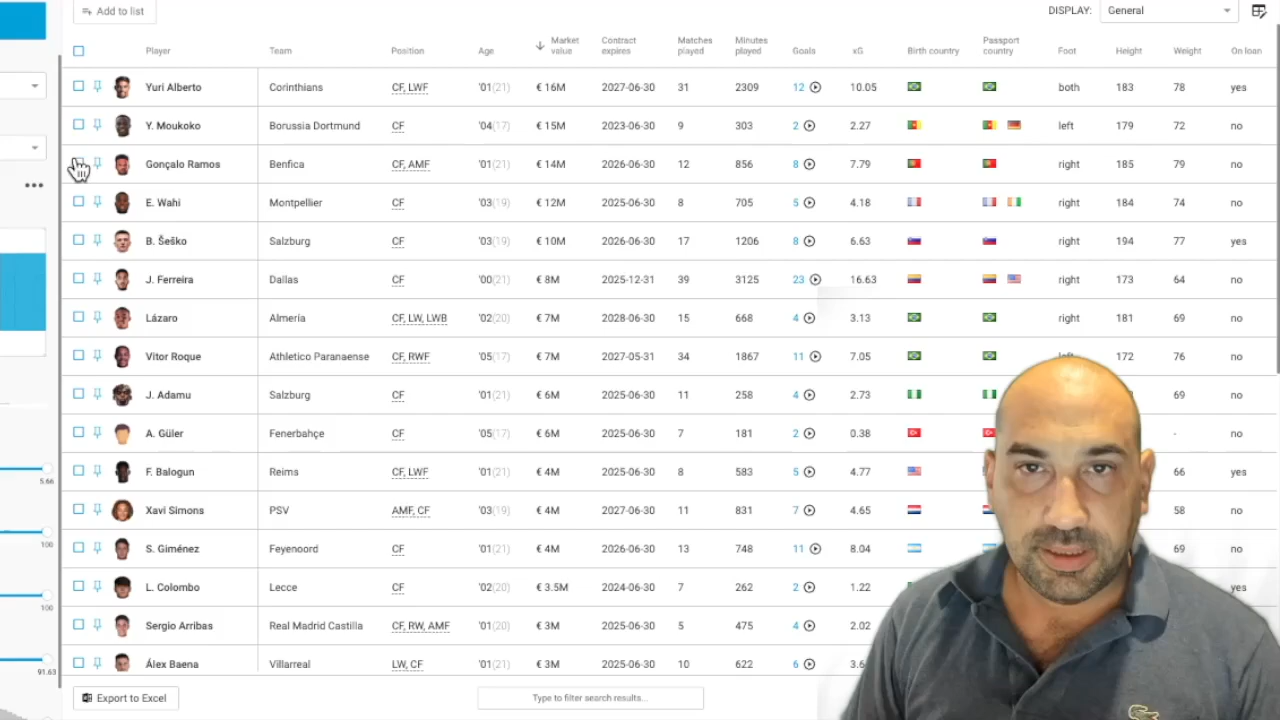 Add to list
DISPLAY: General
Player Team Position Age Market value Contract expires Matches played Minutes played Goals xG Birth country Passport country Foot Height Weight On loan
Yuri Alberto Corinthians CF, LWF '01(21) € 16M 2027-06-30 31 2309 12 10.05 both 183 78 yes
Y. Moukoko Borussia Dortmund CF '04(17) € 15M 2023-06-30 9 303 2 2.27 left 179 72 no
Gonçalo Ramos Benfica CF, AMF '01(21) € 14M 2026-06-30 12 856 8 7.79 right 185 79 no
E. Wahi Montpellier CF '03(19) € 12M 2025-06-30 8 705 5 4.18 right 184 74 no
B. Šeško Salzburg CF '03(19) € 10M 2026-06-30 17 1206 8 6.63 right 194 77 yes
J. Ferreira Dallas CF '00(21) € 8M 2025-12-31 39 3125 23 16.63 right 173 64 no
Lázaro Almería CF, LW, LWB '02(20) € 7M 2028-06-30 15 668 4 3.13 right 181 69 no
Vitor Roque Athletico Paranaense CF, RWF '05(17) € 7M 2027-05-31 34 1867 11 7.05 left 172 76 no
J. Adamu Salzburg CF '01(21) € 6M 2025-06-30 11 258 4 2.73 69 no
A. Güler Fenerbahçe CF '05(17) € 6M 2025-06-30 7 181 2 0.38 - no
F. Balogun Reims CF, LWF '01(21) € 4M 2025-06-30 8 583 5 4.77 66 yes
5.66
Xavi Simons PSV AMF, CF '03(19) € 4M 2027-06-30 11 831 7 4.65 58 no
100
S. Giménez Feyenoord CF '01(21) € 4M 2026-06-30 13 748 11 8.04 69 no
L. Colombo Lecce CF '02(20) € 3.5M 2024-06-30 7 262 2 1.22 yes
100
Sergio Arribas Real Madrid Castilla CF, RW, AMF '01(20) € 3M 2025-06-30 5 475 4 2.02
Álex Baena Villarreal LW, CF '01(21) € 3M 2025-06-30 10 622 6
91.63
Export to Excel
Type to filter search results...